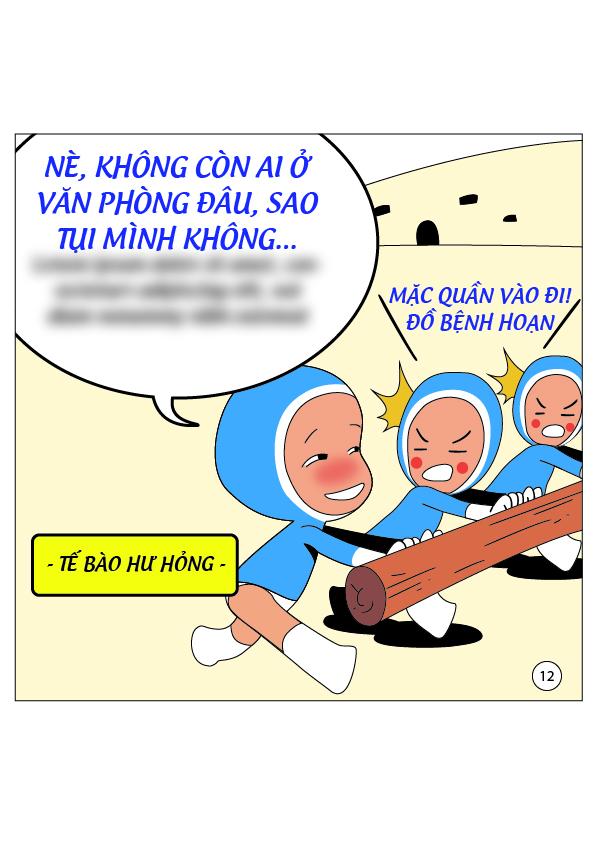 NÈ, KHÔNG CÒN AI Ở
VĂN PHÒNG ĐÂU, SAO
TỤI MÌNH KHÔNG...
MẶC QUẦN VÀO ĐI!
ĐỒ BỆNH HOẠN
- TẾ BÀO HƯ HỎNG -
12